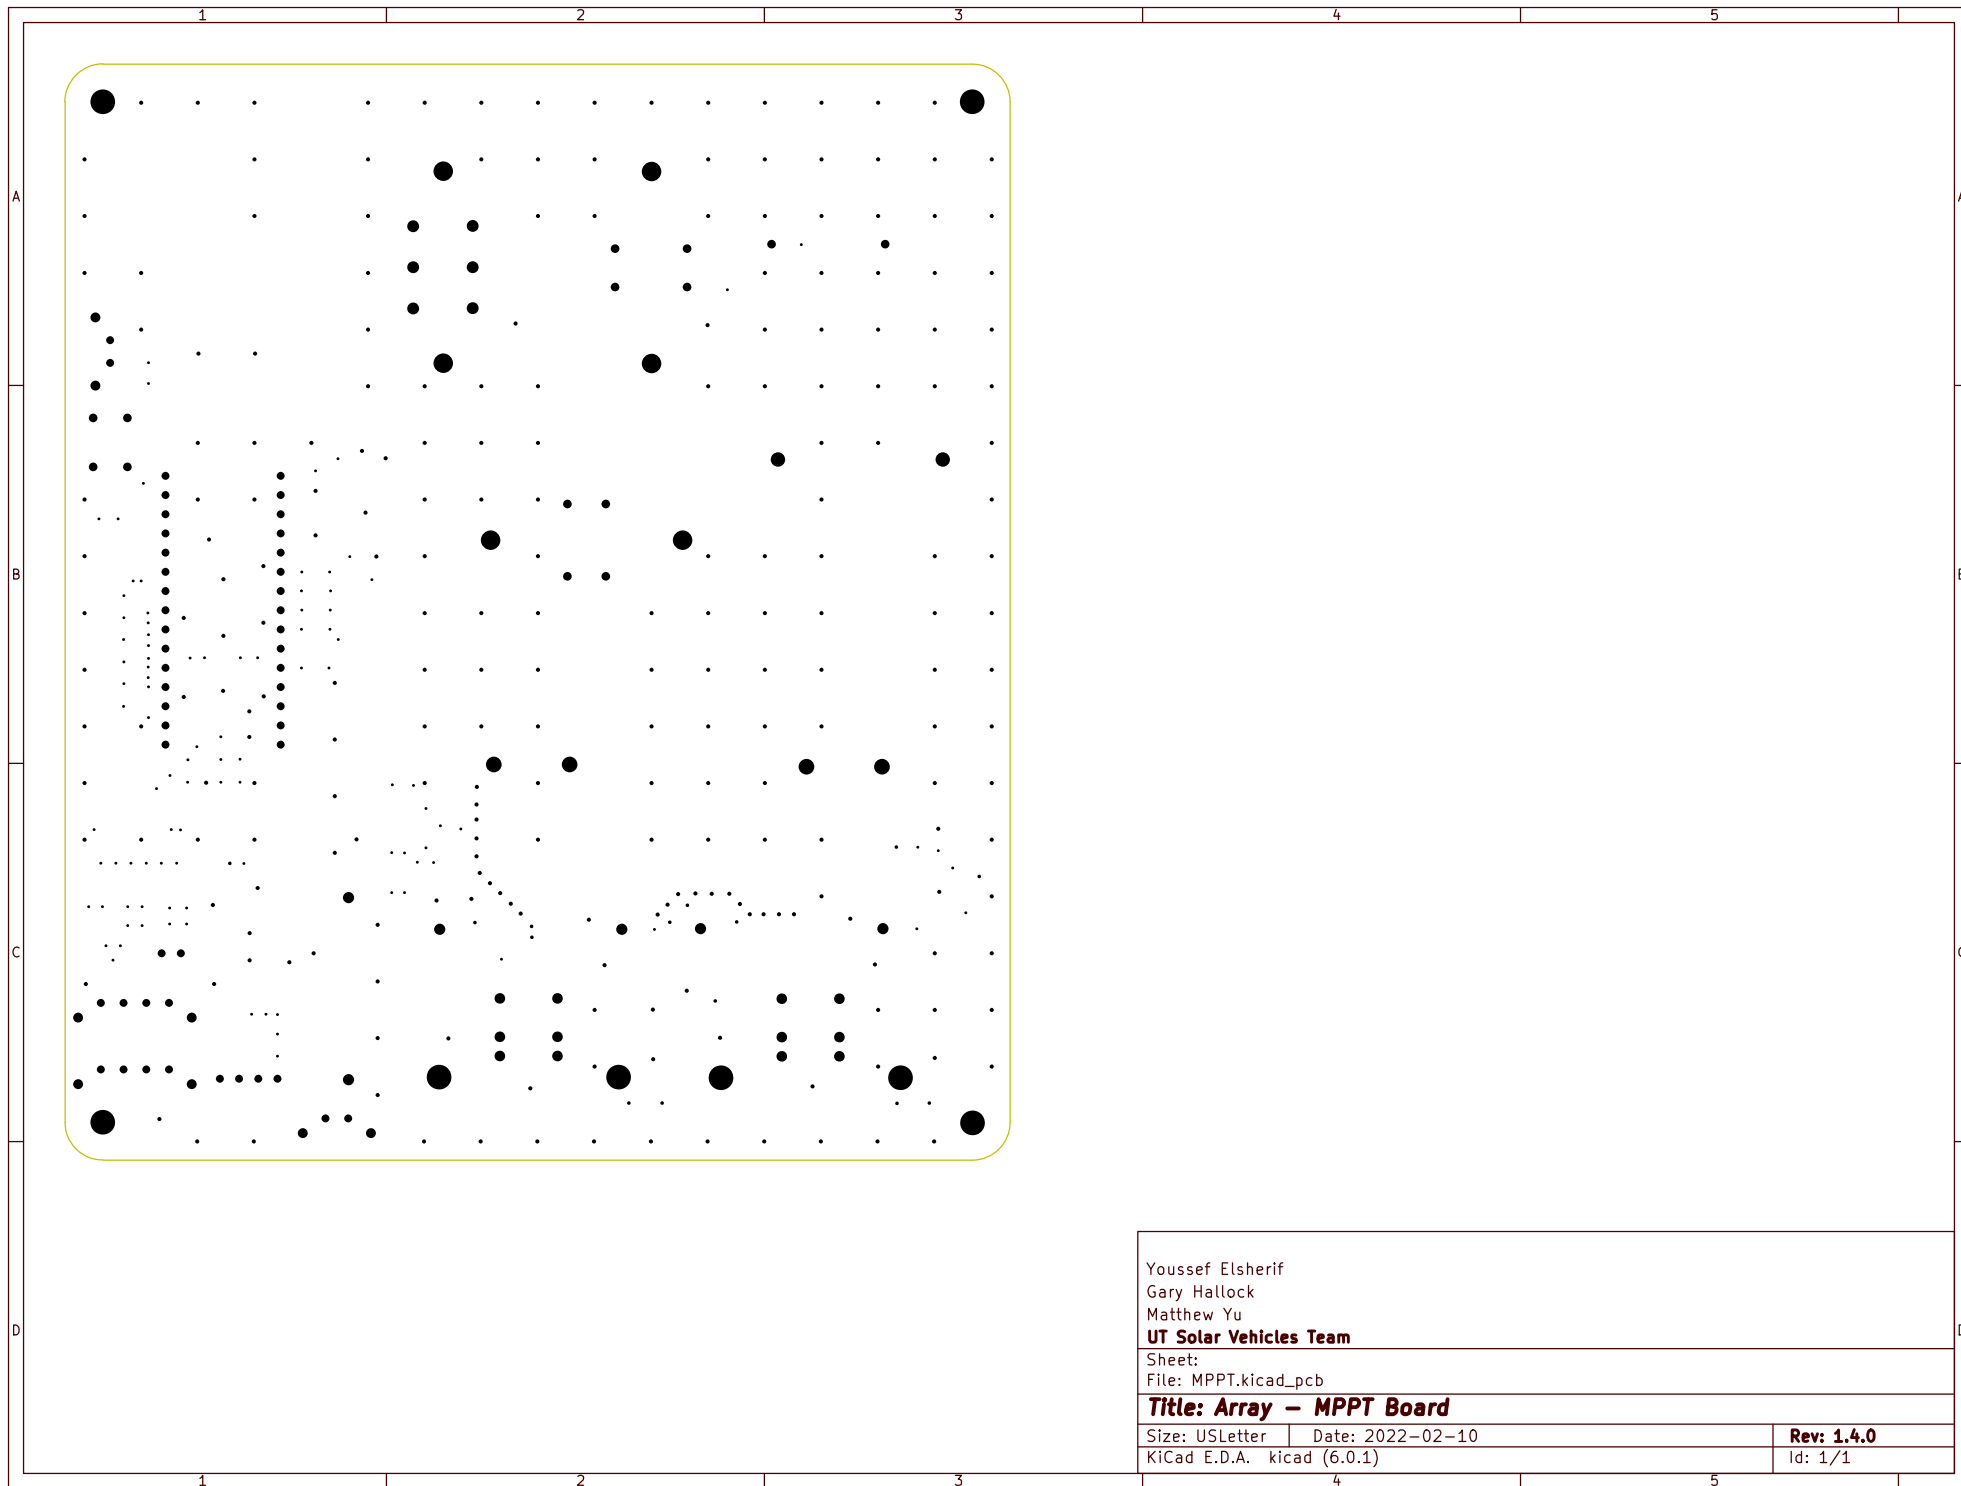 1 2 3 4 5
A A
B B
C C
D D
Youssef Elsherif
Gary Hallock
Matthew Yu
UT Solar Vehicles Team
Sheet:
File: MPPT.kicad_pcb
Title: Array - MPPT Board
Size: USLetter Date: 2022-02-10 Rev: 1.4.0
KiCad E.D.A. kicad (6.0.1) Id: 1/1
1 2 3 4 5